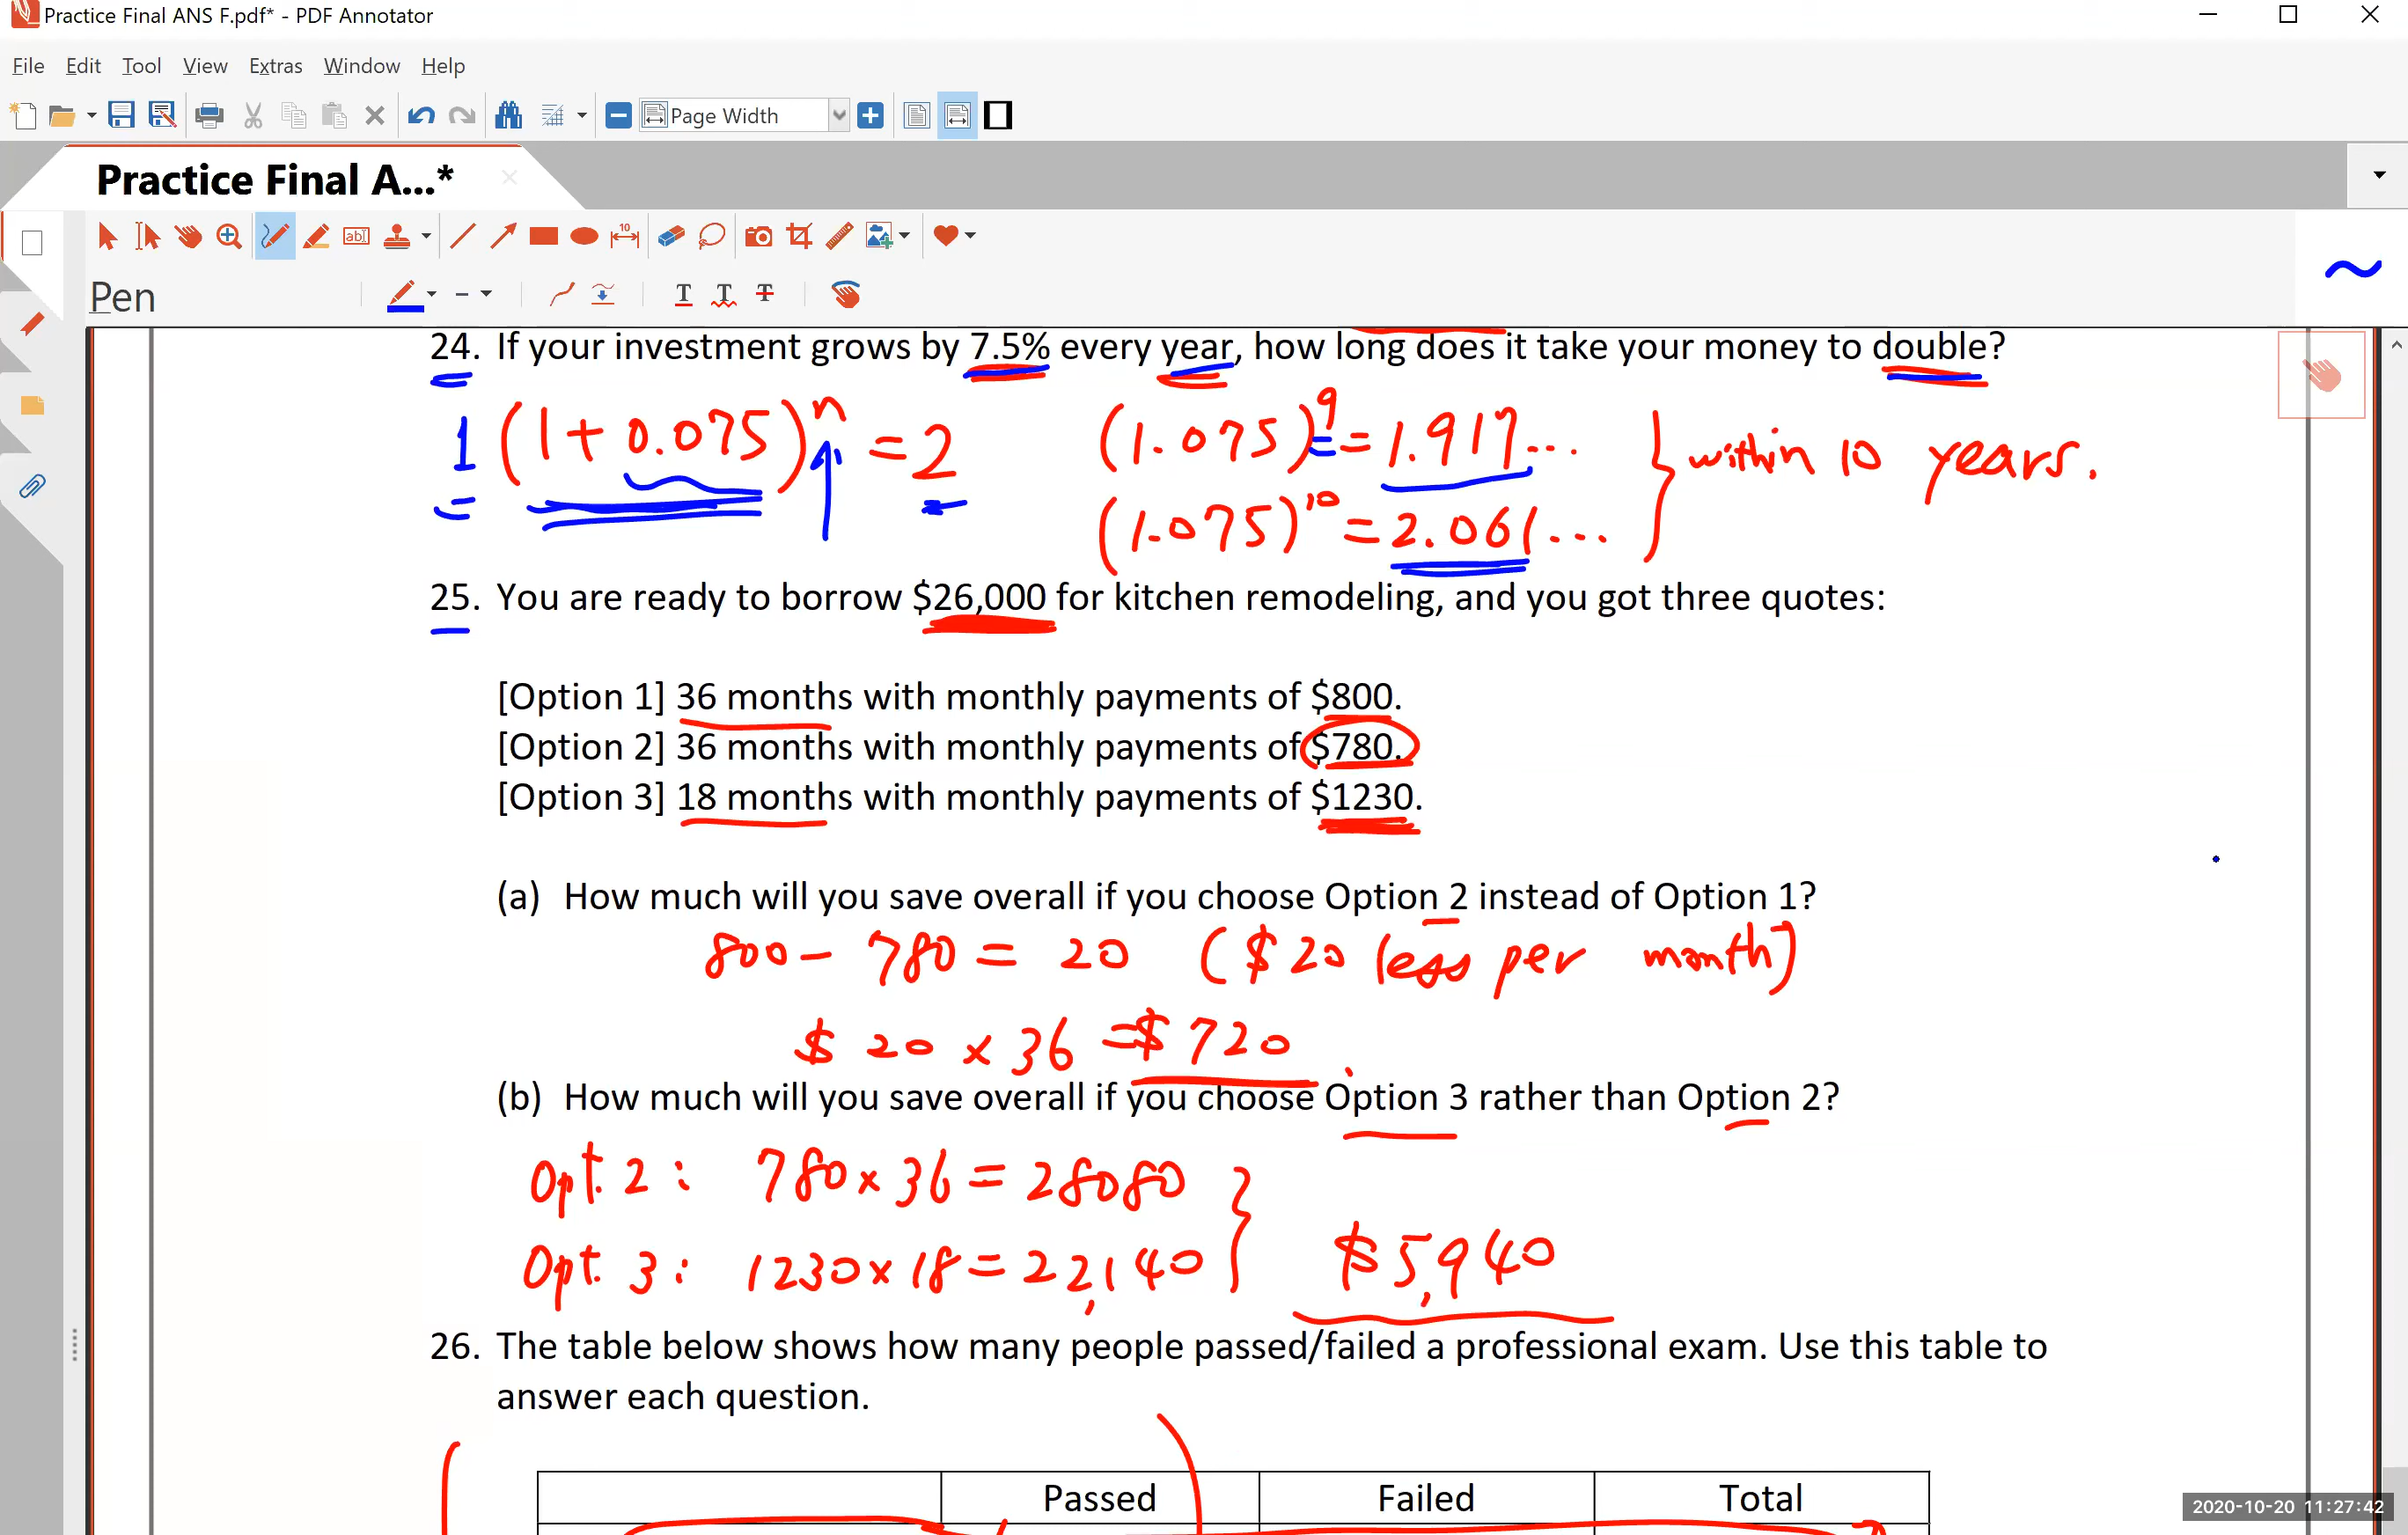 Practice Final ANS F.pdf* - PDF Annotator
File Edit Tool View Extras Window Help
Page Width
Practice Final A...*
abI
10
T T T
Pen
24. If your investment grows by 7.5% every year, how long does it take your money to double?
1 (1 + 0.075)^n = 2
(1.075)^9 = 1.917...
(1.075)^10 = 2.061...
within 10 years.
25. You are ready to borrow $26,000 for kitchen remodeling, and you got three quotes:
[Option 1] 36 months with monthly payments of $800.
[Option 2] 36 months with monthly payments of $780.
[Option 3] 18 months with monthly payments of $1230.
(a) How much will you save overall if you choose Option 2 instead of Option 1?
800 - 780 = 20 ($20 less per month)
$ 20 x 36 = $ 720
(b) How much will you save overall if you choose Option 3 rather than Option 2?
Opt. 2 : 780 x 36 = 28080
Opt. 3 : 1230 x 18 = 22,140
$5,940
26. The table below shows how many people passed/failed a professional exam. Use this table to
answer each question.
Passed Failed Total
2020-10-20 11:27:42